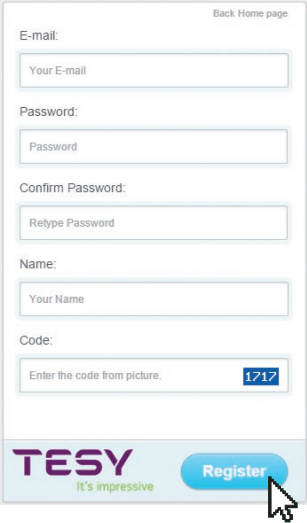 Back Home page
E-mail:
Your E-mail
Password:
Password
Confirm Password:
Retype Password
Name:
Your Name
Code:
Enter the code from picture. 1717
TESY
It's impressive
Register